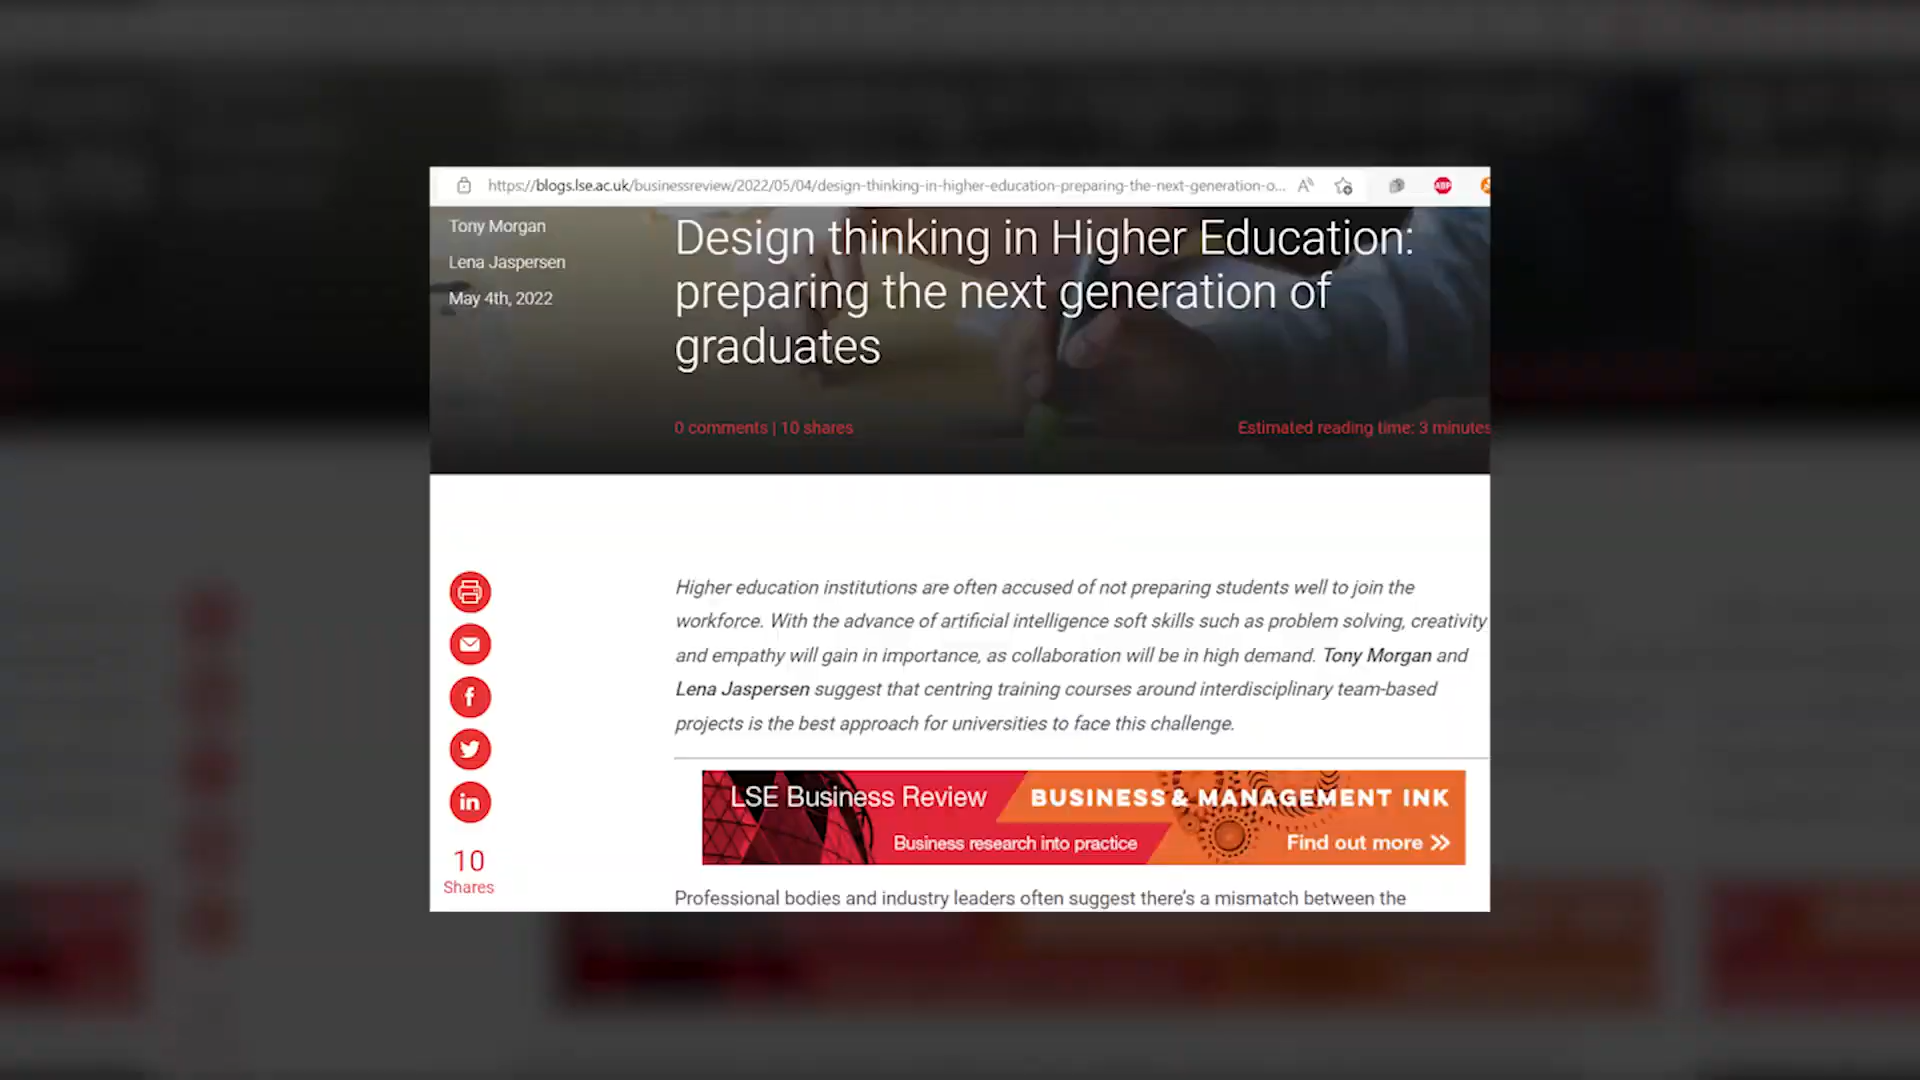 https://blogs.lse.ac.uk/businessreview/2022/05/04/design-thinking-in-higher-education-preparing-the-next-generation-o...
ABP
Tony Morgan
Lena Jaspersen
May 4th, 2022
Design thinking in Higher Education:
preparing the next generation of
graduates
0 comments | 10 shares
Estimated reading time: 3 minutes
Higher education institutions are often accused of not preparing students well to join the
workforce. With the advance of artificial intelligence soft skills such as problem solving, creativity
and empathy will gain in importance, as collaboration will be in high demand. Tony Morgan and
Lena Jaspersen suggest that centring training courses around interdisciplinary team-based
projects is the best approach for universities to face this challenge.
LSE Business Review
BUSINESS & MANAGEMENT INK
Business research into practice
Find out more
10
Shares
Professional bodies and industry leaders often suggest there's a mismatch between the